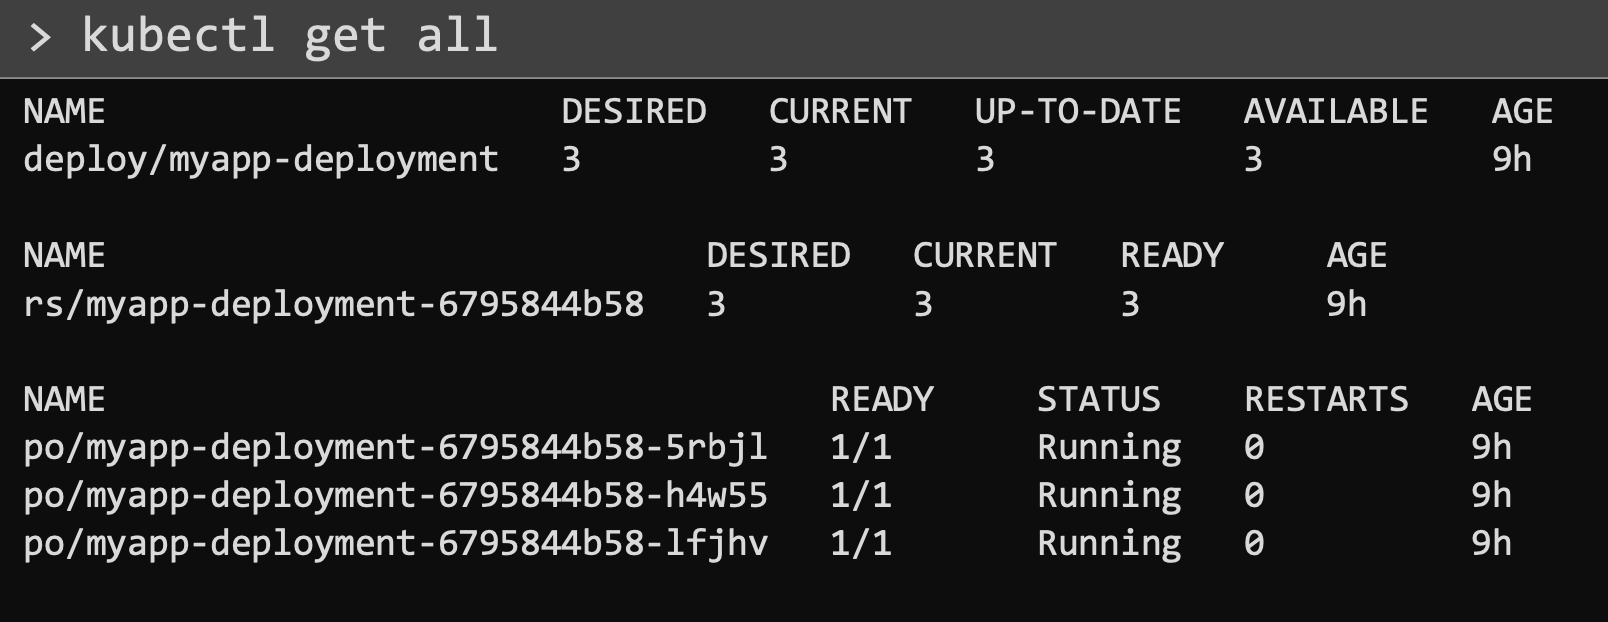 > kubectl get all
NAME DESIRED CURRENT UP-TO-DATE AVAILABLE AGE
deploy/myapp-deployment 3 3 3 3 9h
NAME DESIRED CURRENT READY AGE
rs/myapp-deployment-6795844b58 3 3 3 9h
NAME READY STATUS RESTARTS AGE
po/myapp-deployment-6795844b58-5rbjl 1/1 Running 0 9h
po/myapp-deployment-6795844b58-h4w55 1/1 Running 0 9h
po/myapp-deployment-6795844b58-lfjhv 1/1 Running 0 9h